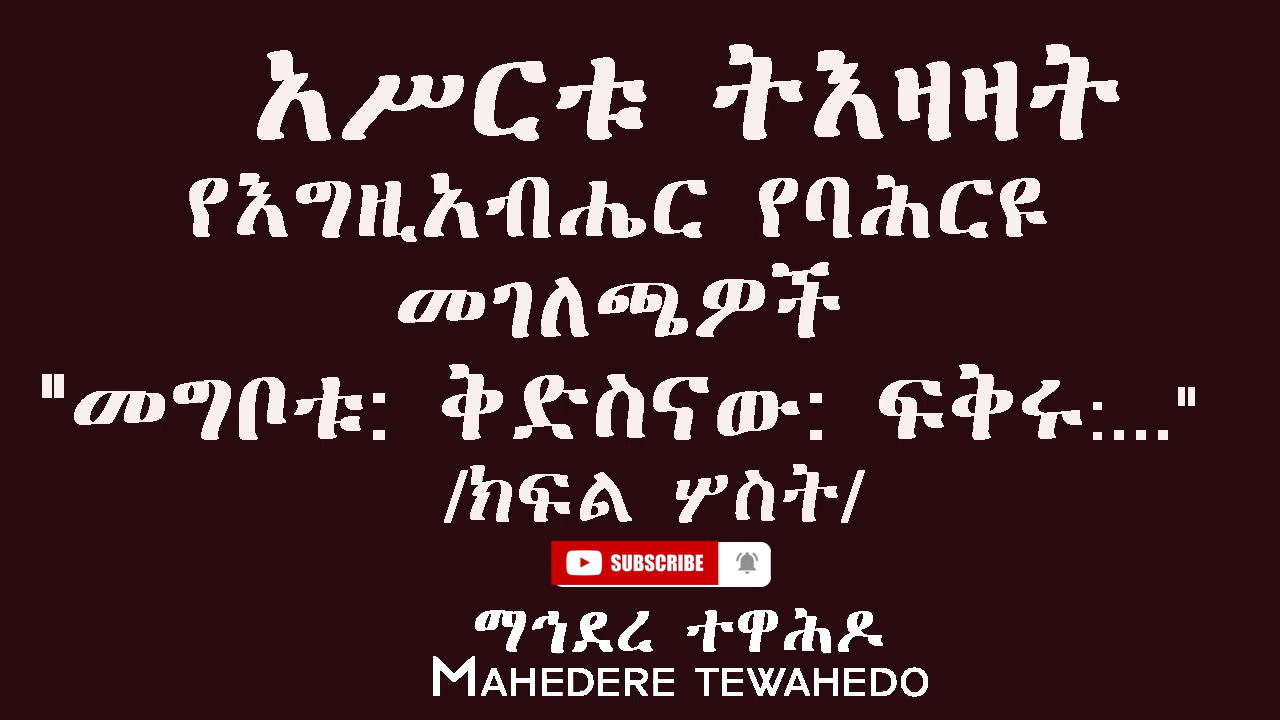 አሥርቱ ትእዛዛት
የእግዚአብሔር የባሕርዩ
መገለጫዎች
"መግቦቱ: ቅድስናው: ፍቅሩ:..."
/ክፍል ሦስት/
SUBSCRIBE
ማኅደረ ተዋሕዶ
MAHEDERE TEWAHEDO